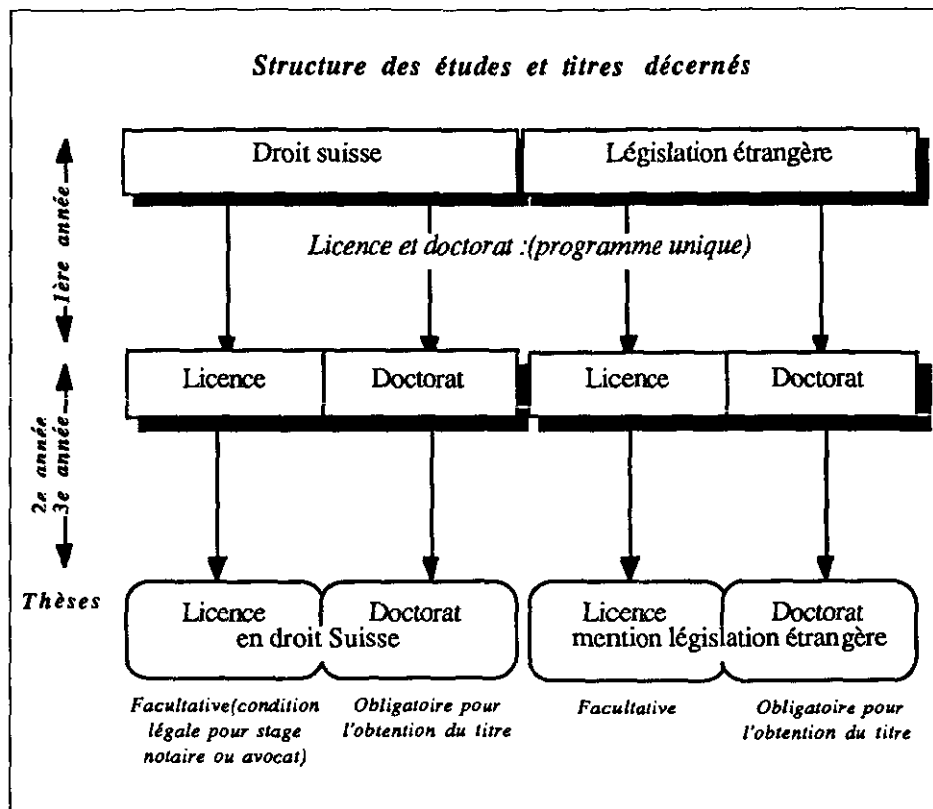 Structure des études et titres décernés
Droit suisse
Législation étrangère
1ère année
Licence et doctorat :(programme unique)
Licence
Doctorat
Licence
Doctorat
2e année
3e année
Thèses
Licence
Doctorat
en droit Suisse
Licence
Doctorat
mention législation étrangère
Facultative(condition
légale pour stage
notaire ou avocat)
Obligatoire pour
l'obtention du titre
Facultative
Obligatoire pour
l'obtention du titre